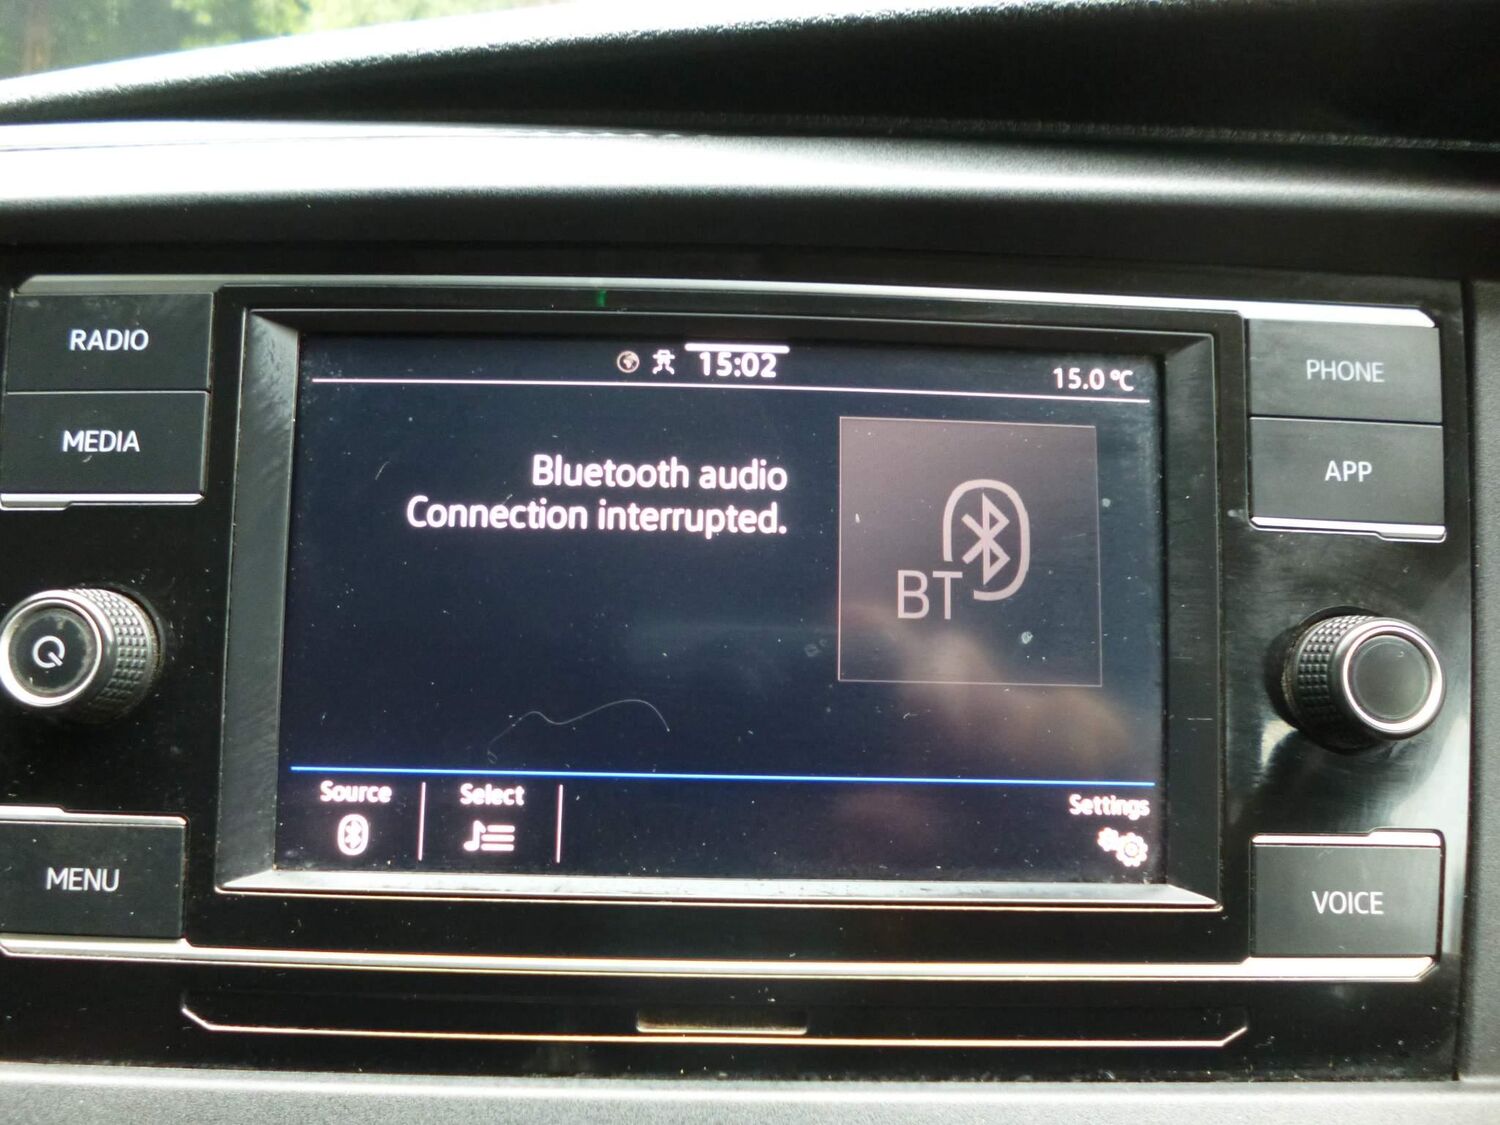 RADIO
MEDIA
MENU
15:02
15.0 °C
Bluetooth audio
Connection interrupted.
BT
Source
Select
Settings
PHONE
APP
VOICE